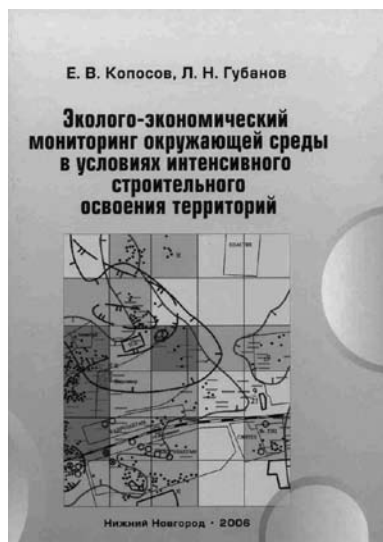 Е. В. Копосов, Л. Н. Губанов
Эколого-экономический
мониторинг окружающей среды
в условиях интенсивного
строительного
освоения территорий
Нижний Новгород • 2006